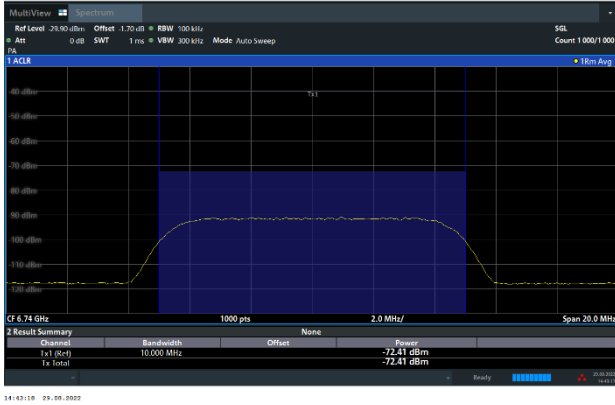 MultiView Spectrum
Ref Level -29.90 dBm Offset -1.70 dB RBW 100 kHz SGL
Att 0 dB SWT 1 ms VBW 300 kHz Mode Auto Sweep Count 1000/1000
PA
1 ACLR 1Rm Avg
Tx1
-40 dBm
-50 dBm
-60 dBm
-70 dBm
-80 dBm
-90 dBm
-100 dBm
-110 dBm
-120 dBm
CF 6.74 GHz 1000 pts 2.0 MHz/ Span 20.0 MHz
2 Result Summary None
Channel Bandwidth Offset Power
Tx1 (Ref) 10.000 MHz -72.41 dBm
Tx Total -72.41 dBm
Ready
14:43:18 29.08.2022